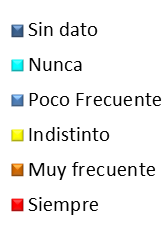 Sin dato
Nunca
Poco Frecuente
Indistinto
Muy frecuente
Siempre